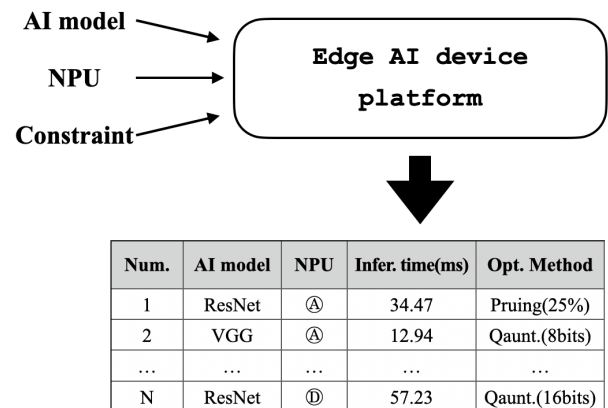 AI model
NPU
Constraint
Edge AI device
platform
Num. AI model NPU Infer. time(ms) Opt. Method
1 ResNet Ⓐ 34.47 Pruing(25%)
2 VGG Ⓐ 12.94 Qaunt.(8bits)
... ... ... ... ...
N ResNet Ⓓ 57.23 Qaunt.(16bits)